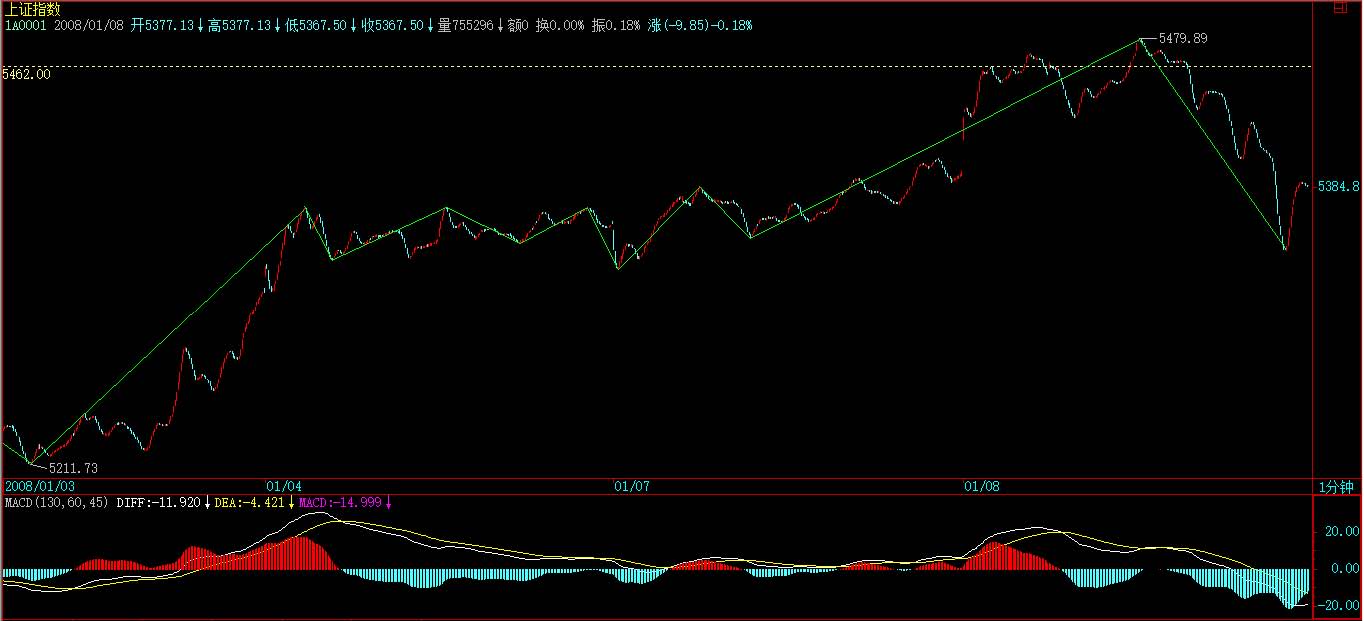 上证指数
1A0001 2008/01/08 开5377.13↓高5377.13↓低5367.50↓收5367.50↓量755296↓额0 换0.00% 振0.18% 涨(-9.85)-0.18%
5479.89
5462.00
5384.8
5211.73
2008/01/03 01/04 01/07 01/08 1分钟
MACD(130,60,45) DIFF:-11.920↓DEA:-4.421↓MACD:-14.999↓
20.00
0.00
-20.00